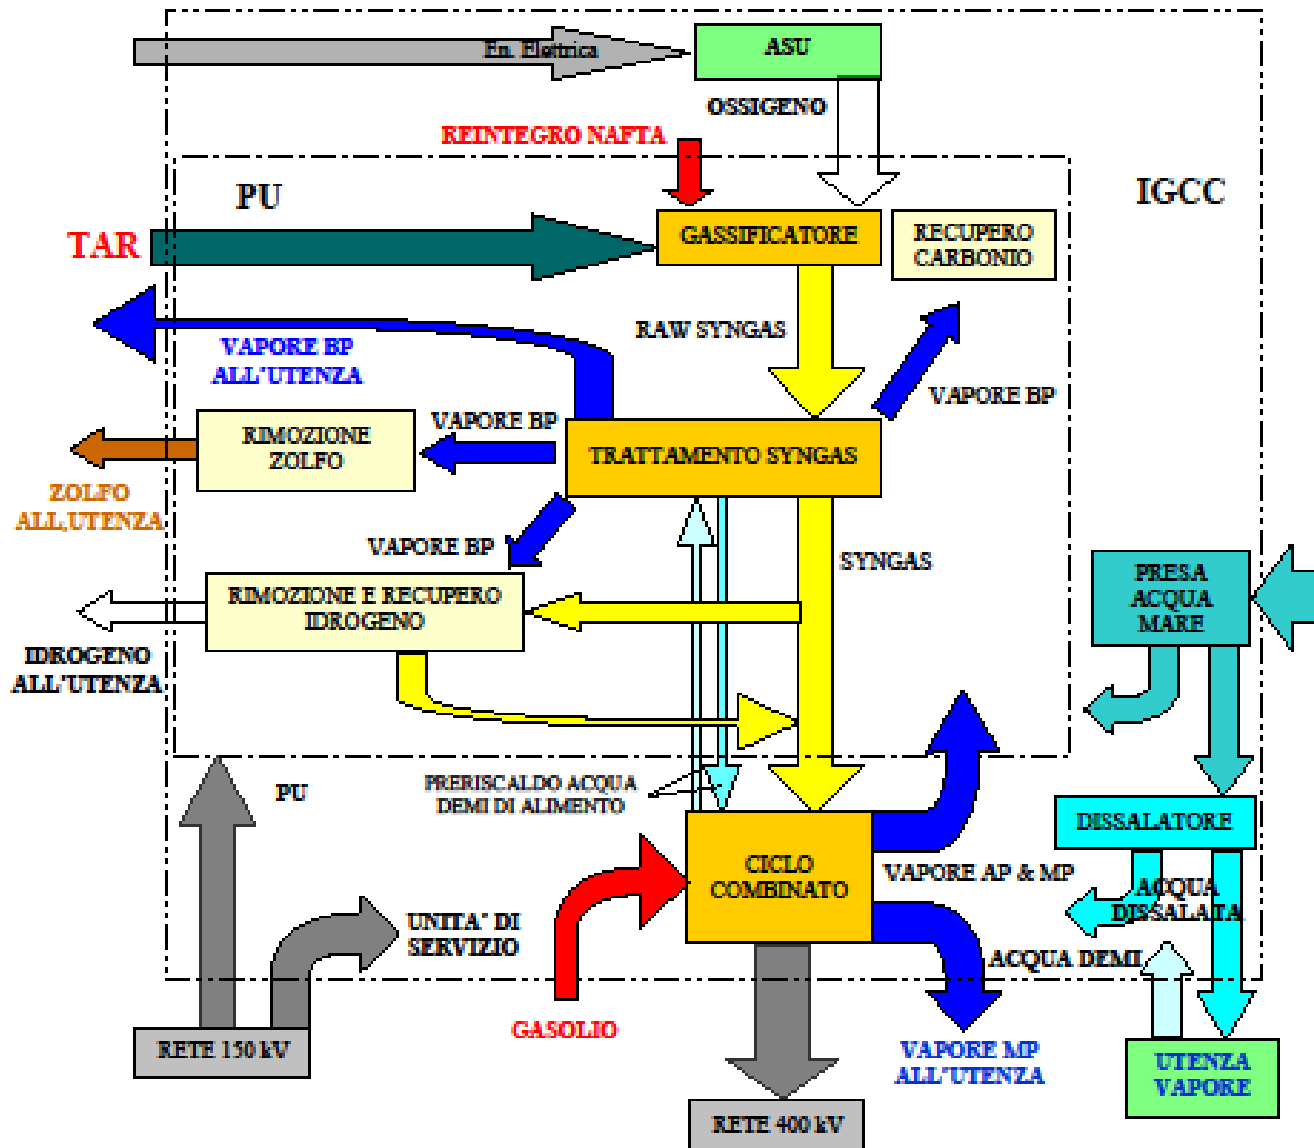 En. Elettrica
ASU
OSSIGENO
REINTEGRO NAFTA
PU
IGCC
TAR
GASSIFICATORE
RECUPERO
CARBONIO
RAW SYNGAS
VAPORE BP
ALL'UTENZA
VAPORE BP
VAPORE BP
RIMOZIONE
ZOLFO
TRATTAMENTO SYNGAS
ZOLFO
ALL,UTENZA
VAPORE BP
SYNGAS
PRESA
ACQUA
MARE
RIMOZIONE E RECUPERO
IDROGENO
IDROGENO
ALL'UTENZA
PU
PRERISCALDO ACQUA
DEMI DI ALIMENTO
DISSALATORE
CICLO
COMBINATO
VAPORE AP & MP
ACQUA
DISSALATA
UNITA' DI
SERVIZIO
ACQUA DEMI
GASOLIO
RETE 150 kV
VAPORE MP
ALL'UTENZA
UTENZA
VAPORE
RETE 400 kV